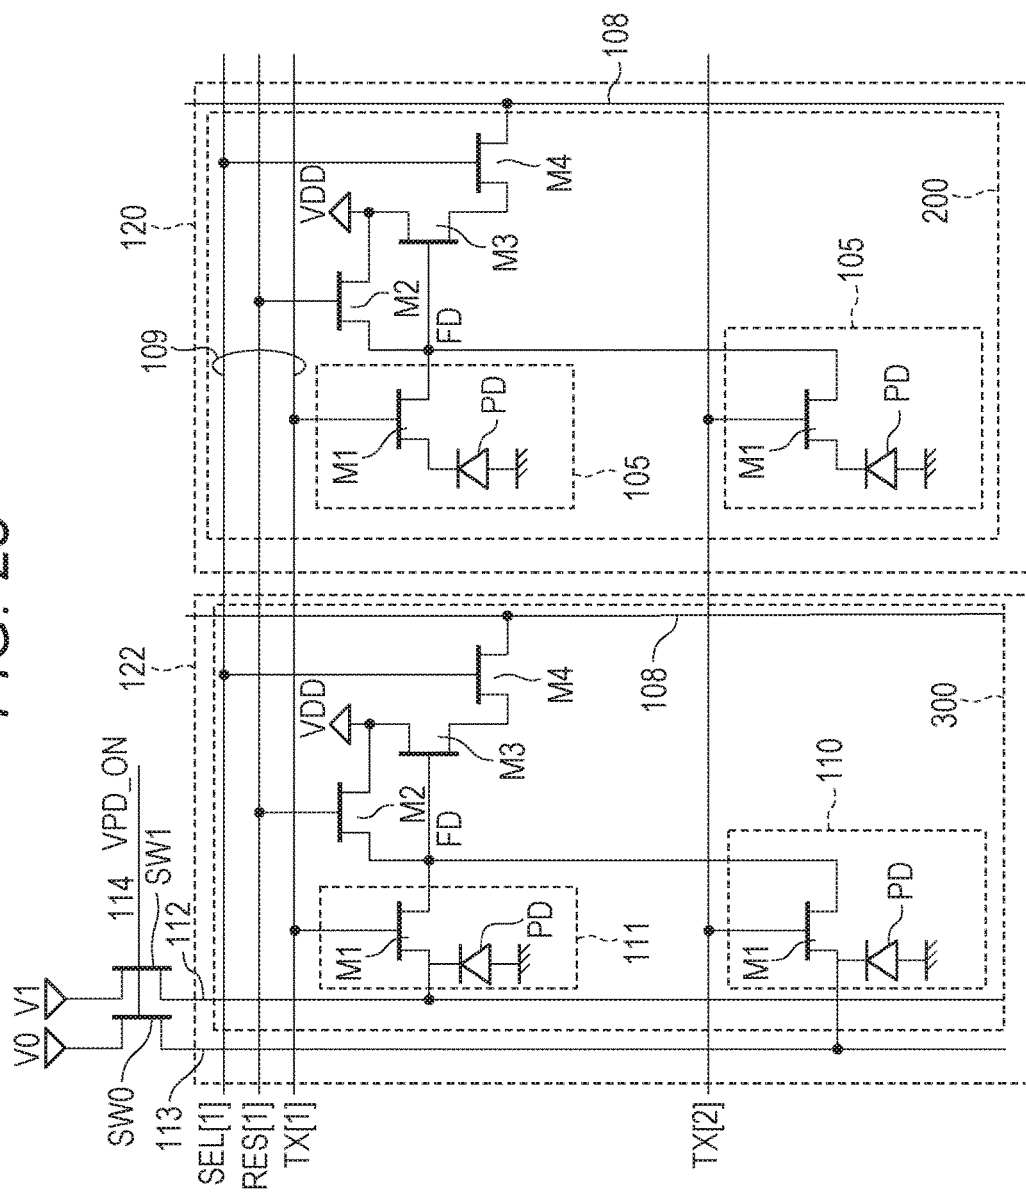 V0
V1
SW0
113
114
VPD_ON
SW1
112
122
120
109
108
SEL[1]
RES[1]
TX[1]
TX[2]
VDD
M2
FD
M3
M4
M1
PD
111
108
M1
PD
110
300
VDD
M2
FD
M3
M4
M1
PD
105
M1
PD
105
200